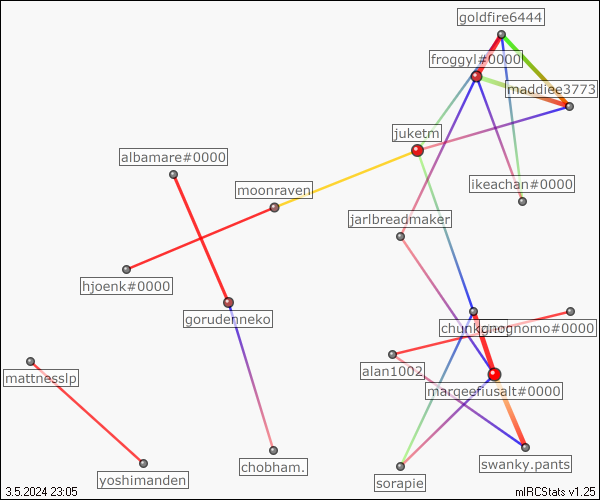 goldfire6444
froggyl#0000
maddiee3773
juketm
albamare#0000
moonraven
ikeachan#0000
jarlbreadmaker
hjoenk#0000
gorudenneko
gnomo#0000
alan1002
mattnesslp
margeefiusalt#0000
chobham.
swanky.pants
yoshimanden
sorapie
3.5.2024 23:05
mIRCStats v1.25